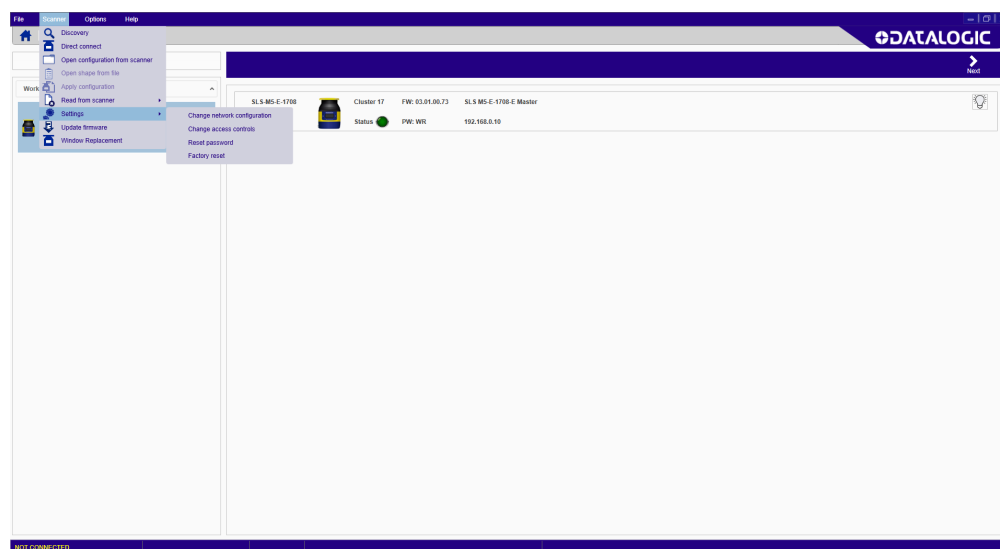 File Scanner Options Help
DATALOGIC
Discovery
Direct connect
Open configuration from scanner
Open shape from file
Apply configuration
Read from scanner
Settings
Update firmware
Window Replacement
Change network configuration
Change access controls
Reset password
Factory reset
Next
Work
SLS-M5-E-1708 Cluster 17 FW: 03.01.00.73 SLS M5-E-1708-E Master
Status PW: WR 192.168.0.10
NOT CONNECTED